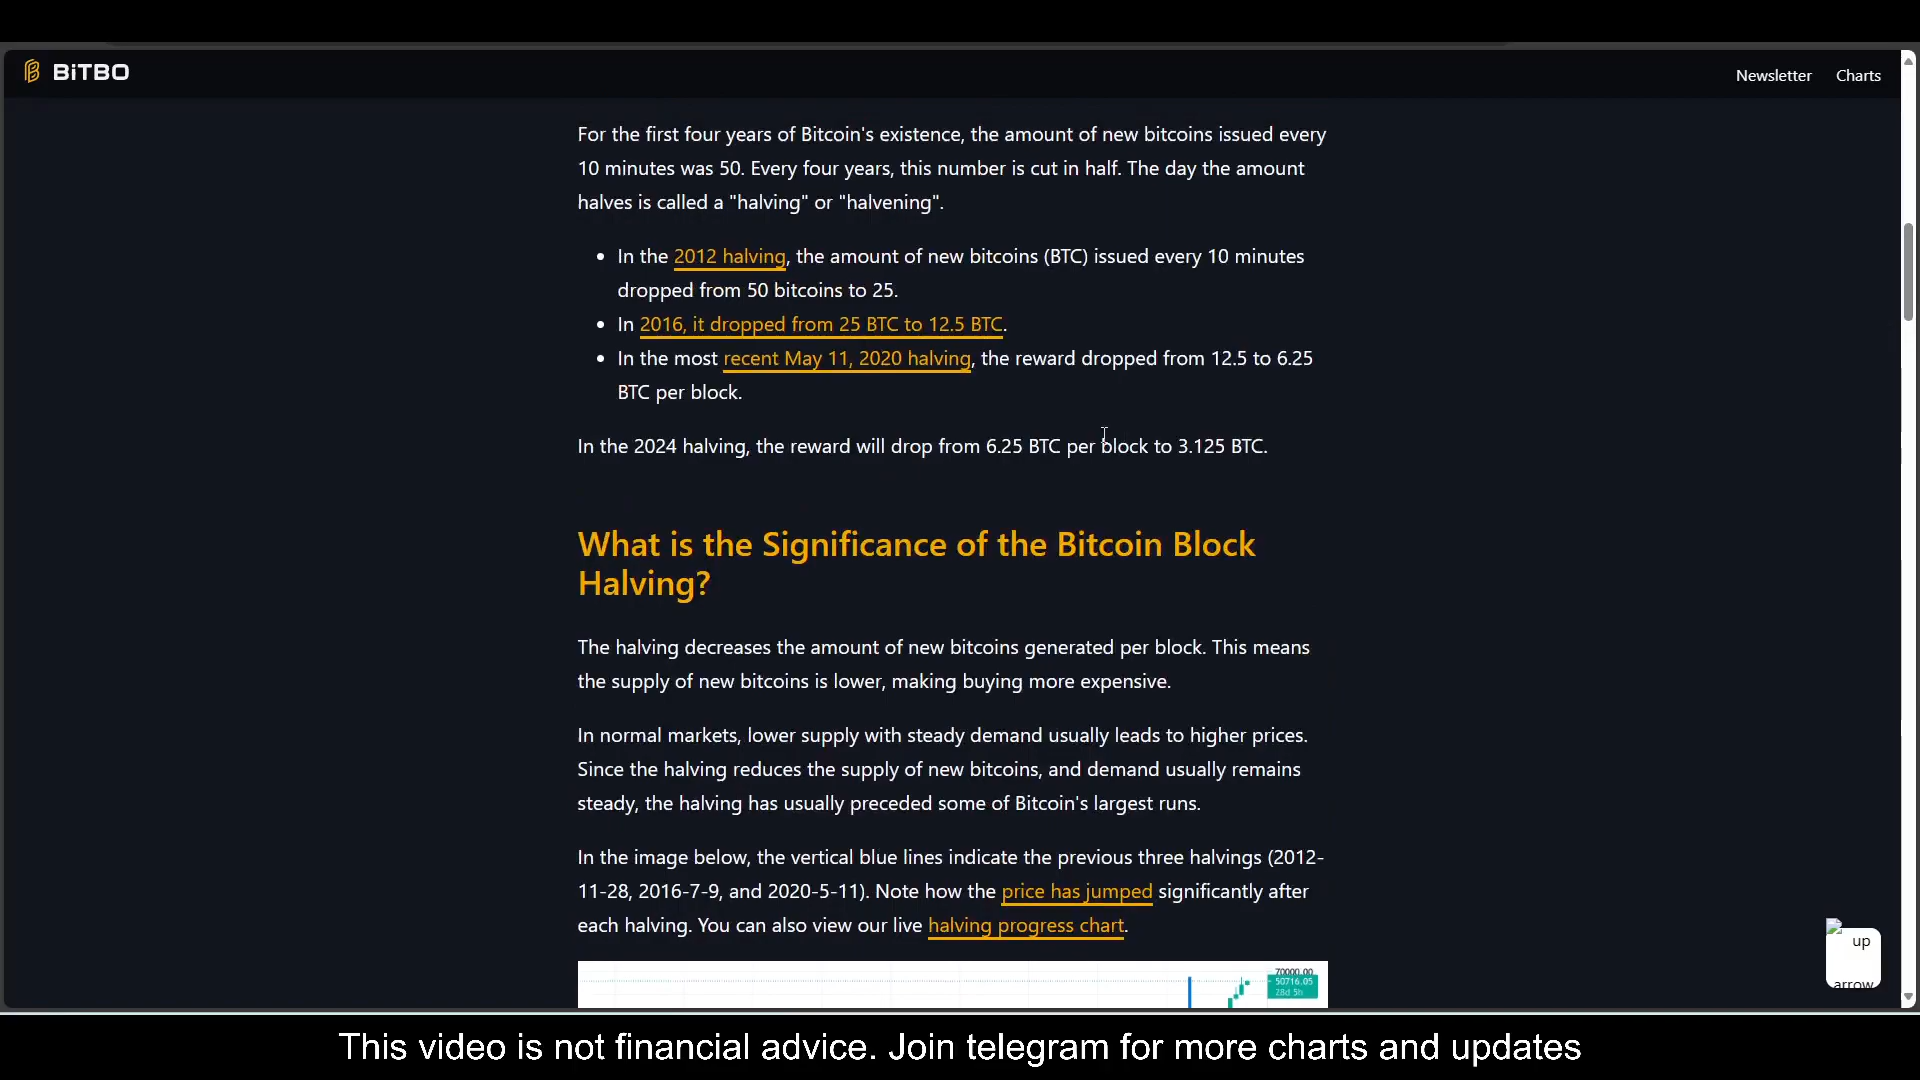 BiTBO
Newsletter Charts
For the first four years of Bitcoin's existence, the amount of new bitcoins issued every
10 minutes was 50. Every four years, this number is cut in half. The day the amount
halves is called a "halving" or "halvening".
• In the 2012 halving, the amount of new bitcoins (BTC) issued every 10 minutes
dropped from 50 bitcoins to 25.
• In 2016, it dropped from 25 BTC to 12.5 BTC.
• In the most recent May 11, 2020 halving, the reward dropped from 12.5 to 6.25
BTC per block.
In the 2024 halving, the reward will drop from 6.25 BTC per block to 3.125 BTC.
What is the Significance of the Bitcoin Block
Halving?
The halving decreases the amount of new bitcoins generated per block. This means
the supply of new bitcoins is lower, making buying more expensive.
In normal markets, lower supply with steady demand usually leads to higher prices.
Since the halving reduces the supply of new bitcoins, and demand usually remains
steady, the halving has usually preceded some of Bitcoin's largest runs.
In the image below, the vertical blue lines indicate the previous three halvings (2012-
11-28, 2016-7-9, and 2020-5-11). Note how the price has jumped significantly after
each halving. You can also view our live halving progress chart.
70000.00
50716.05
28d 5h
up
arrow
This video is not financial advice. Join telegram for more charts and updates